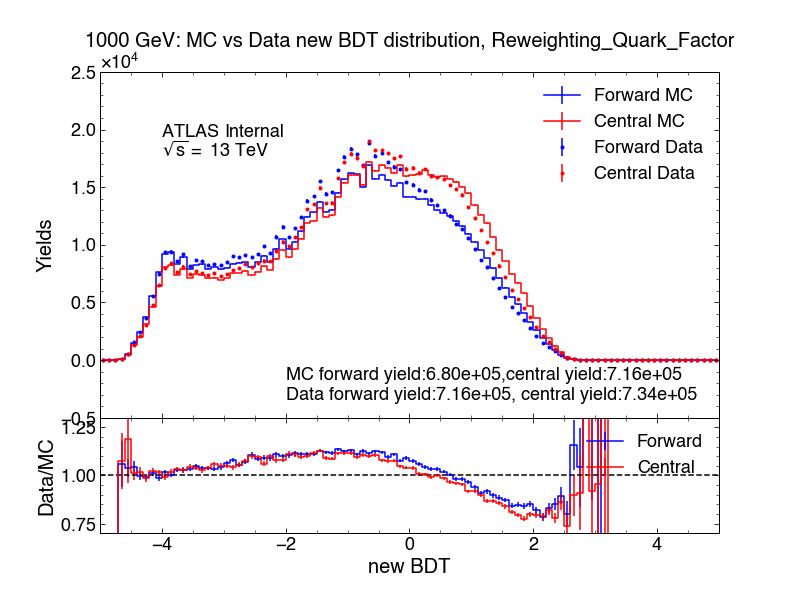 1000 GeV: MC vs Data new BDT distribution, Reweighting_Quark_Factor
×10⁴
2.5
2.0
1.5
1.0
0.5
0.0
−0.5
Yields
ATLAS Internal
√s = 13 TeV
Forward MC
Central MC
Forward Data
Central Data
MC forward yield:6.80e+05,central yield:7.16e+05
Data forward yield:7.16e+05, central yield:7.34e+05
1.25
1.00
0.75
Data/MC
Forward
Central
−4 −2 0 2 4
new BDT